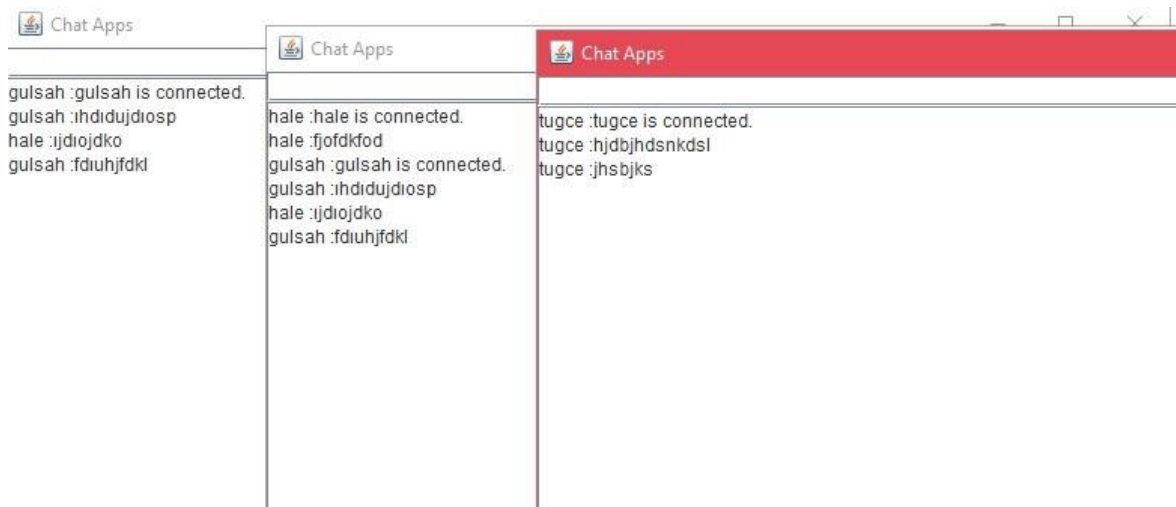 Chat Apps
gulsah :gulsah is connected.
gulsah :ıhdıdujdıosp
hale :ıjdıojdko
gulsah :fdıuhjfdkl
Chat Apps
hale :hale is connected.
hale :fjofdkfod
gulsah :gulsah is connected.
gulsah :ıhdıdujdıosp
hale :ıjdıojdko
gulsah :fdıuhjfdkl
Chat Apps
tugce :tugce is connected.
tugce :hjdbjhdsnkdsl
tugce :jhsbjks